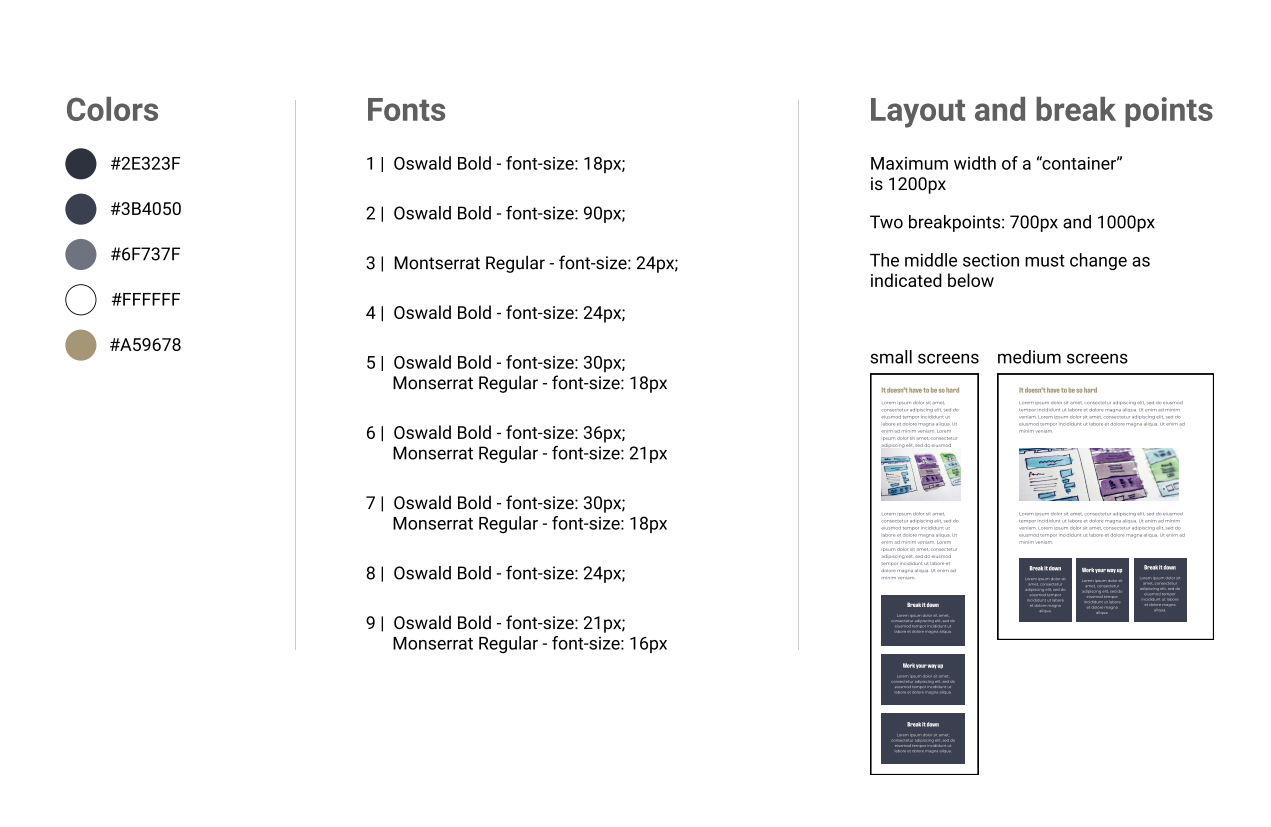 Colors
#2E323F
#3B4050
#6F737F
#FFFFFF
#A59678
Fonts
1 | Oswald Bold - font-size: 18px;
2 | Oswald Bold - font-size: 90px;
3 | Montserrat Regular - font-size: 24px;
4 | Oswald Bold - font-size: 24px;
5 | Oswald Bold - font-size: 30px;
Monserrat Regular - font-size: 18px
6 | Oswald Bold - font-size: 36px;
Monserrat Regular - font-size: 21px
7 | Oswald Bold - font-size: 30px;
Monserrat Regular - font-size: 18px
8 | Oswald Bold - font-size: 24px;
9 | Oswald Bold - font-size: 21px;
Monserrat Regular - font-size: 16px
Layout and break points
Maximum width of a “container”
is 1200px
Two breakpoints: 700px and 1000px
The middle section must change as
indicated below
small screens
It doesn't have to be so hard
Lorem ipsum dolor sit amet,
consectetur adipiscing elit, sed do
eiusmod tempor incididunt ut
labore et dolore magna aliqua. Ut
enim ad minim veniam. Lorem
ipsum dolor sit amet, consectetur
adipiscing elit, sed do eiusmod
Lorem ipsum dolor sit amet,
consectetur adipiscing elit, sed do
eiusmod tempor incididunt ut
labore et dolore magna aliqua. Ut
enim ad minim veniam. Lorem
ipsum dolor sit amet, consectetur
adipiscing elit, sed do eiusmod
tempor incididunt ut labore et
dolore magna aliqua. Ut enim ad
minim veniam.
Break it down
Lorem ipsum dolor sit amet,
consectetur adipiscing elit, sed do
eiusmod tempor incididunt ut
labore et dolore magna aliqua.
Work your way up
Lorem ipsum dolor sit amet,
consectetur adipiscing elit, sed do
eiusmod tempor incididunt ut
labore et dolore magna aliqua.
Break it down
Lorem ipsum dolor sit amet,
consectetur adipiscing elit, sed do
eiusmod tempor incididunt ut
labore et dolore magna aliqua.
medium screens
It doesn't have to be so hard
Lorem ipsum dolor sit amet, consectetur adipiscing elit, sed do eiusmod
tempor incididunt ut labore et dolore magna aliqua. Ut enim ad minim
veniam. Lorem ipsum dolor sit amet, consectetur adipiscing elit, sed do
eiusmod tempor incididunt ut labore et dolore magna aliqua. Ut enim ad
minim veniam.
Lorem ipsum dolor sit amet, consectetur adipiscing elit, sed do eiusmod
tempor incididunt ut labore et dolore magna aliqua. Ut enim ad minim
veniam. Lorem ipsum dolor sit amet, consectetur adipiscing elit, sed do
eiusmod tempor incididunt ut labore et dolore magna aliqua. Ut enim ad
minim veniam.
Break it down
Lorem ipsum dolor sit
amet, consectetur
adipiscing elit, sed do
eiusmod tempor
incididunt ut labore
et dolore magna
aliqua.
Work your way up
Lorem ipsum dolor sit
amet, consectetur
adipiscing elit, sed do
eiusmod tempor
incididunt ut labore
et dolore magna
aliqua.
Break it down
Lorem ipsum dolor sit
amet, consectetur
adipiscing elit, sed do
eiusmod tempor
incididunt ut labore
et dolore magna
aliqua.